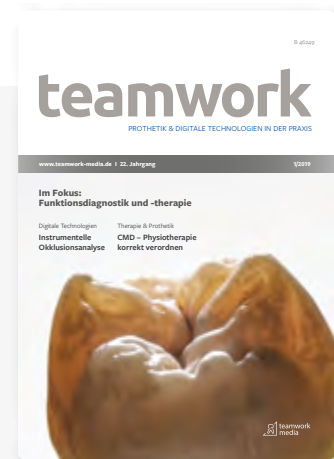 B 46049
teamwork
PROTHETIK & DIGITALE TECHNOLOGIEN IN DER PRAXIS
www.teamwork-media.de I 22. Jahrgang 1/2019
Im Fokus:
Funktionsdiagnostik und -therapie
Digitale Technologien
Instrumentelle
Okklusionsanalyse
Therapie & Prothetik
CMD – Physiotherapie
korrekt verordnen
teamwork
media